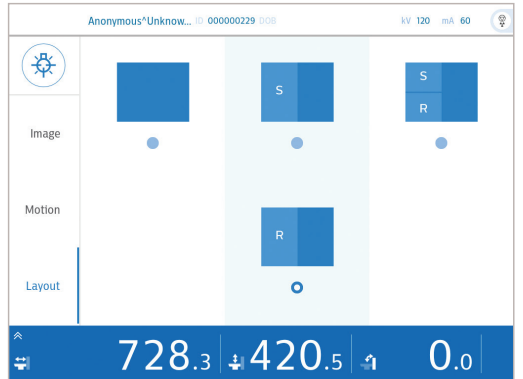 Anonymous^Unknow... ID 000000229 DOB kV 120 mA 60
S
S
R
Image
Motion
R
Layout
728.3 420.5 0.0